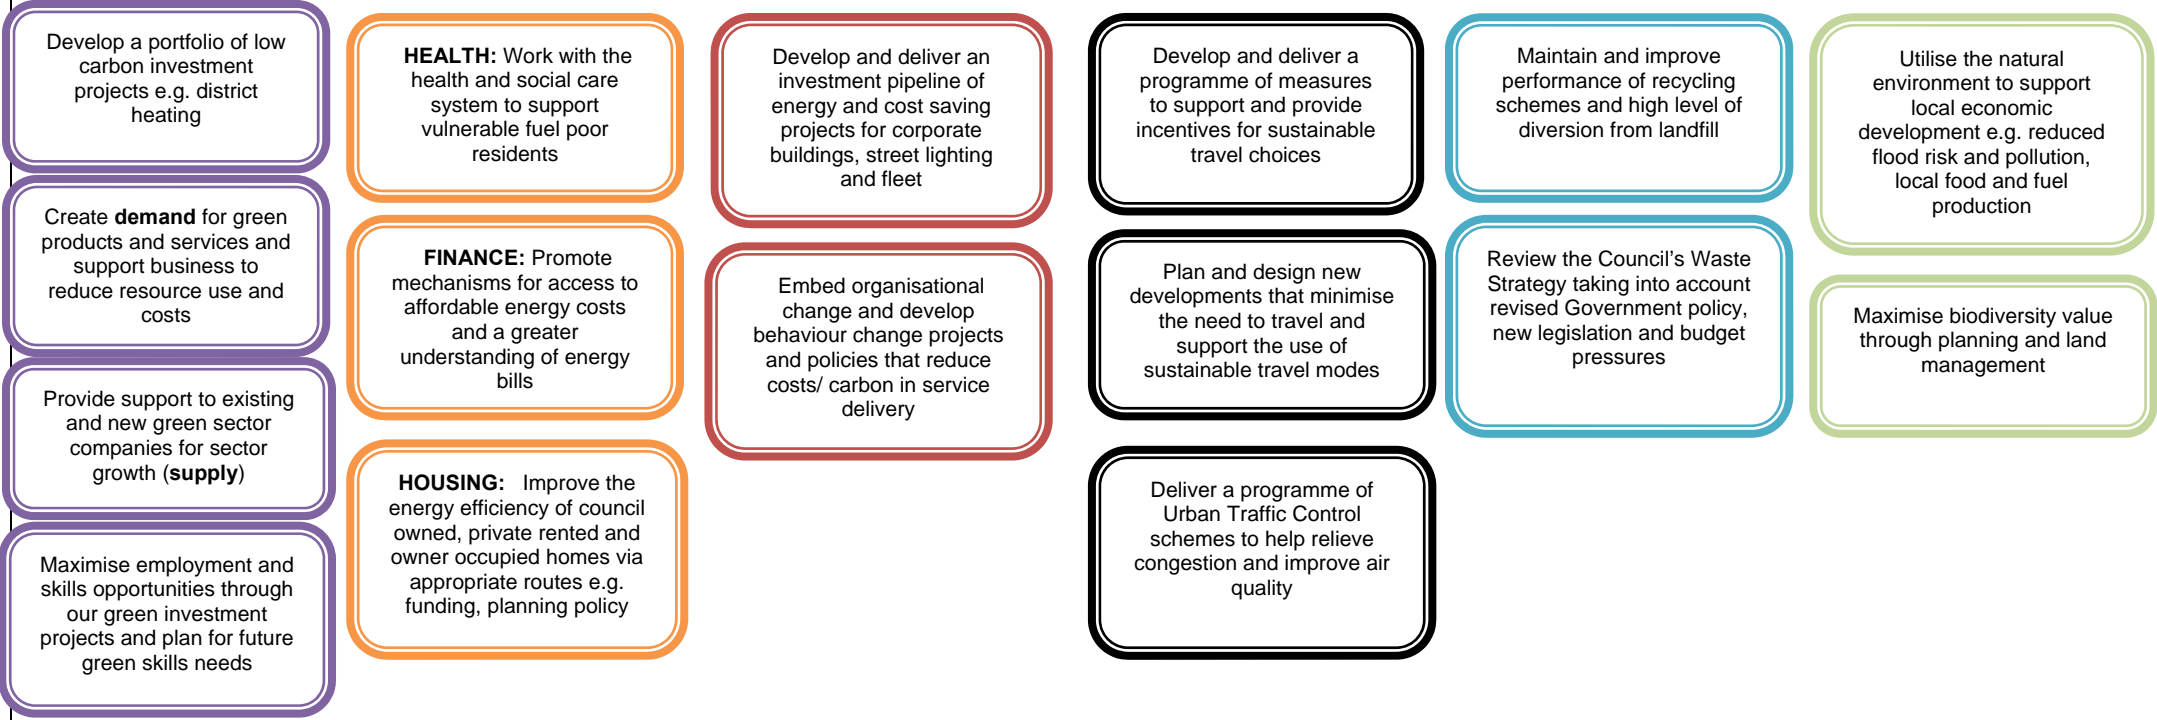 Develop a portfolio of low
carbon investment
projects e.g. district
heating
Create demand for green
products and services and
support business to
reduce resource use and
costs
Provide support to existing
and new green sector
companies for sector
growth (supply)
Maximise employment and
skills opportunities through
our green investment
projects and plan for future
green skills needs
HEALTH: Work with the
health and social care
system to support
vulnerable fuel poor
residents
FINANCE: Promote
mechanisms for access to
affordable energy costs
and a greater
understanding of energy
bills
HOUSING: Improve the
energy efficiency of council
owned, private rented and
owner occupied homes via
appropriate routes e.g.
funding, planning policy
Develop and deliver an
investment pipeline of
energy and cost saving
projects for corporate
buildings, street lighting
and fleet
Embed organisational
change and develop
behaviour change projects
and policies that reduce
costs/ carbon in service
delivery
Develop and deliver a
programme of measures
to support and provide
incentives for sustainable
travel choices
Plan and design new
developments that minimise
the need to travel and
support the use of
sustainable travel modes
Deliver a programme of
Urban Traffic Control
schemes to help relieve
congestion and improve air
quality
Maintain and improve
performance of recycling
schemes and high level of
diversion from landfill
Review the Council’s Waste
Strategy taking into account
revised Government policy,
new legislation and budget
pressures
Utilise the natural
environment to support
local economic
development e.g. reduced
flood risk and pollution,
local food and fuel
production
Maximise biodiversity value
through planning and land
management